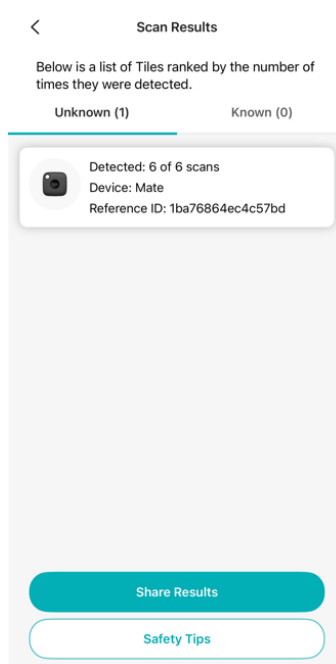 Scan Results
Below is a list of Tiles ranked by the number of
times they were detected.
Unknown (1)
Known (0)
Detected: 6 of 6 scans
Device: Mate
Reference ID: 1ba76864ec4c57bd
Share Results
Safety Tips